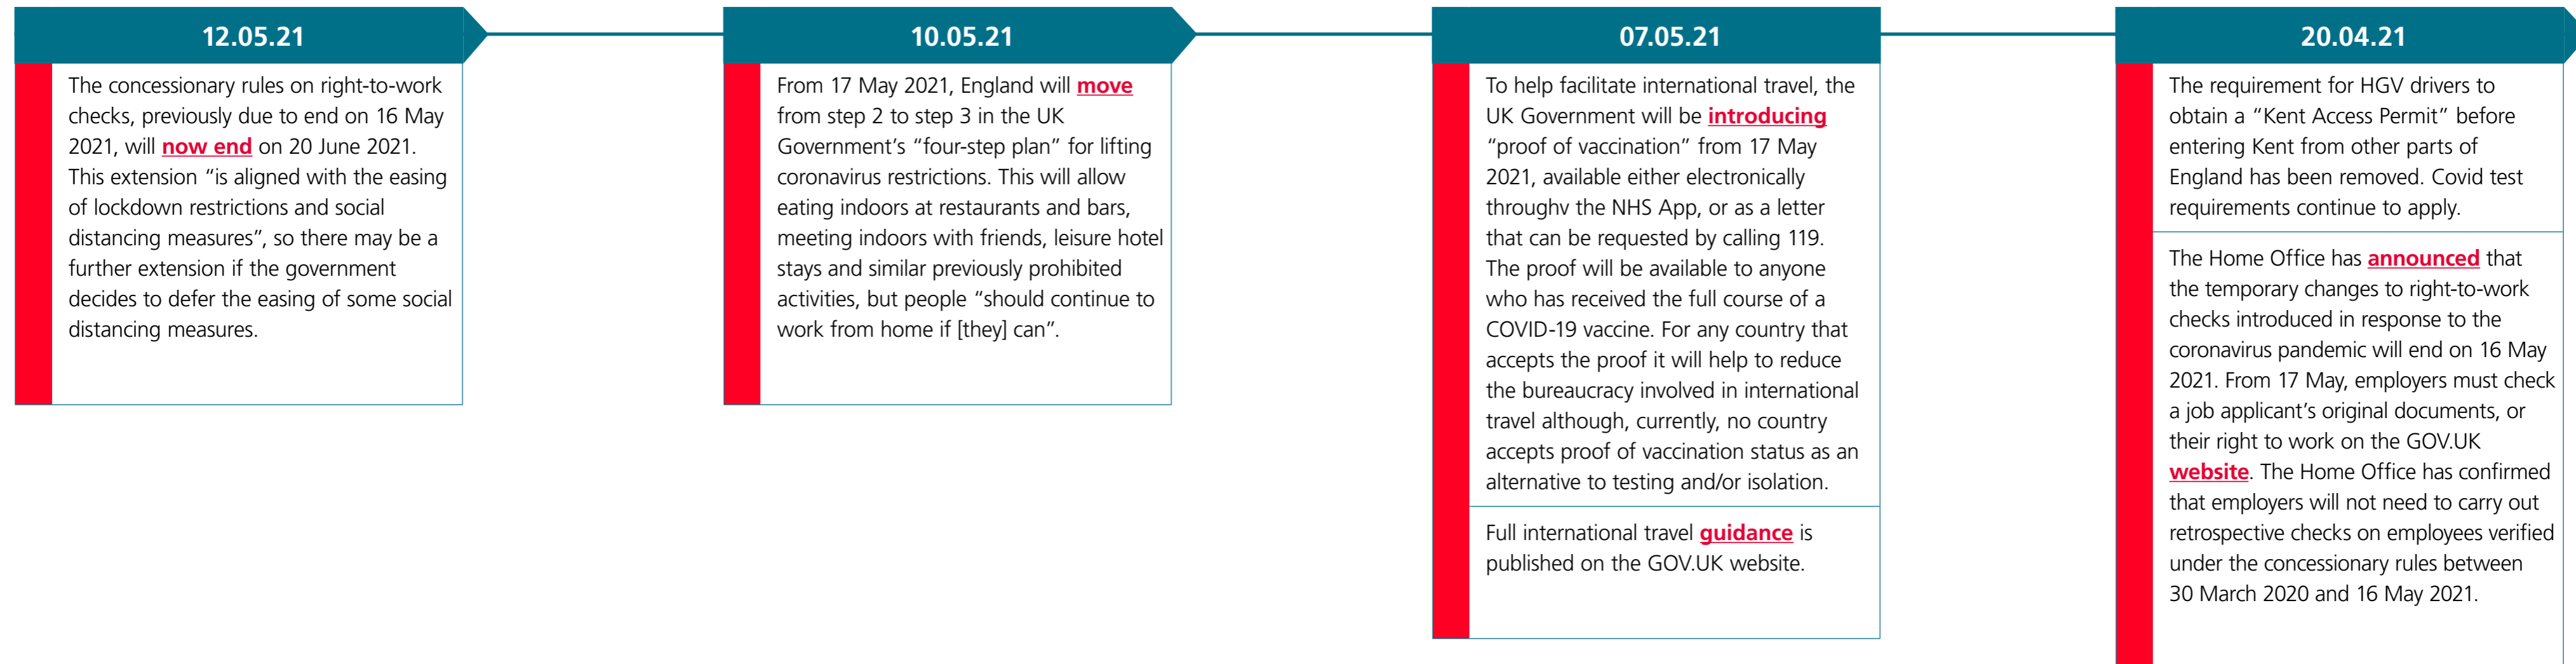 12.05.21
The concessionary rules on right-to-work
checks, previously due to end on 16 May
2021, will now end on 20 June 2021.
This extension “is aligned with the easing
of lockdown restrictions and social
distancing measures”, so there may be a
further extension if the government
decides to defer the easing of some social
distancing measures.
10.05.21
From 17 May 2021, England will move
from step 2 to step 3 in the UK
Government’s “four-step plan” for lifting
coronavirus restrictions. This will allow
eating indoors at restaurants and bars,
meeting indoors with friends, leisure hotel
stays and similar previously prohibited
activities, but people “should continue to
work from home if [they] can”.
07.05.21
To help facilitate international travel, the
UK Government will be introducing
“proof of vaccination” from 17 May
2021, available either electronically
throughv the NHS App, or as a letter
that can be requested by calling 119.
The proof will be available to anyone
who has received the full course of a
COVID-19 vaccine. For any country that
accepts the proof it will help to reduce
the bureaucracy involved in international
travel although, currently, no country
accepts proof of vaccination status as an
alternative to testing and/or isolation.
Full international travel guidance is
published on the GOV.UK website.
20.04.21
The requirement for HGV drivers to
obtain a “Kent Access Permit” before
entering Kent from other parts of
England has been removed. Covid test
requirements continue to apply.
The Home Office has announced that
the temporary changes to right-to-work
checks introduced in response to the
coronavirus pandemic will end on 16 May
2021. From 17 May, employers must check
a job applicant’s original documents, or
their right to work on the GOV.UK
website. The Home Office has confirmed
that employers will not need to carry out
retrospective checks on employees verified
under the concessionary rules between
30 March 2020 and 16 May 2021.